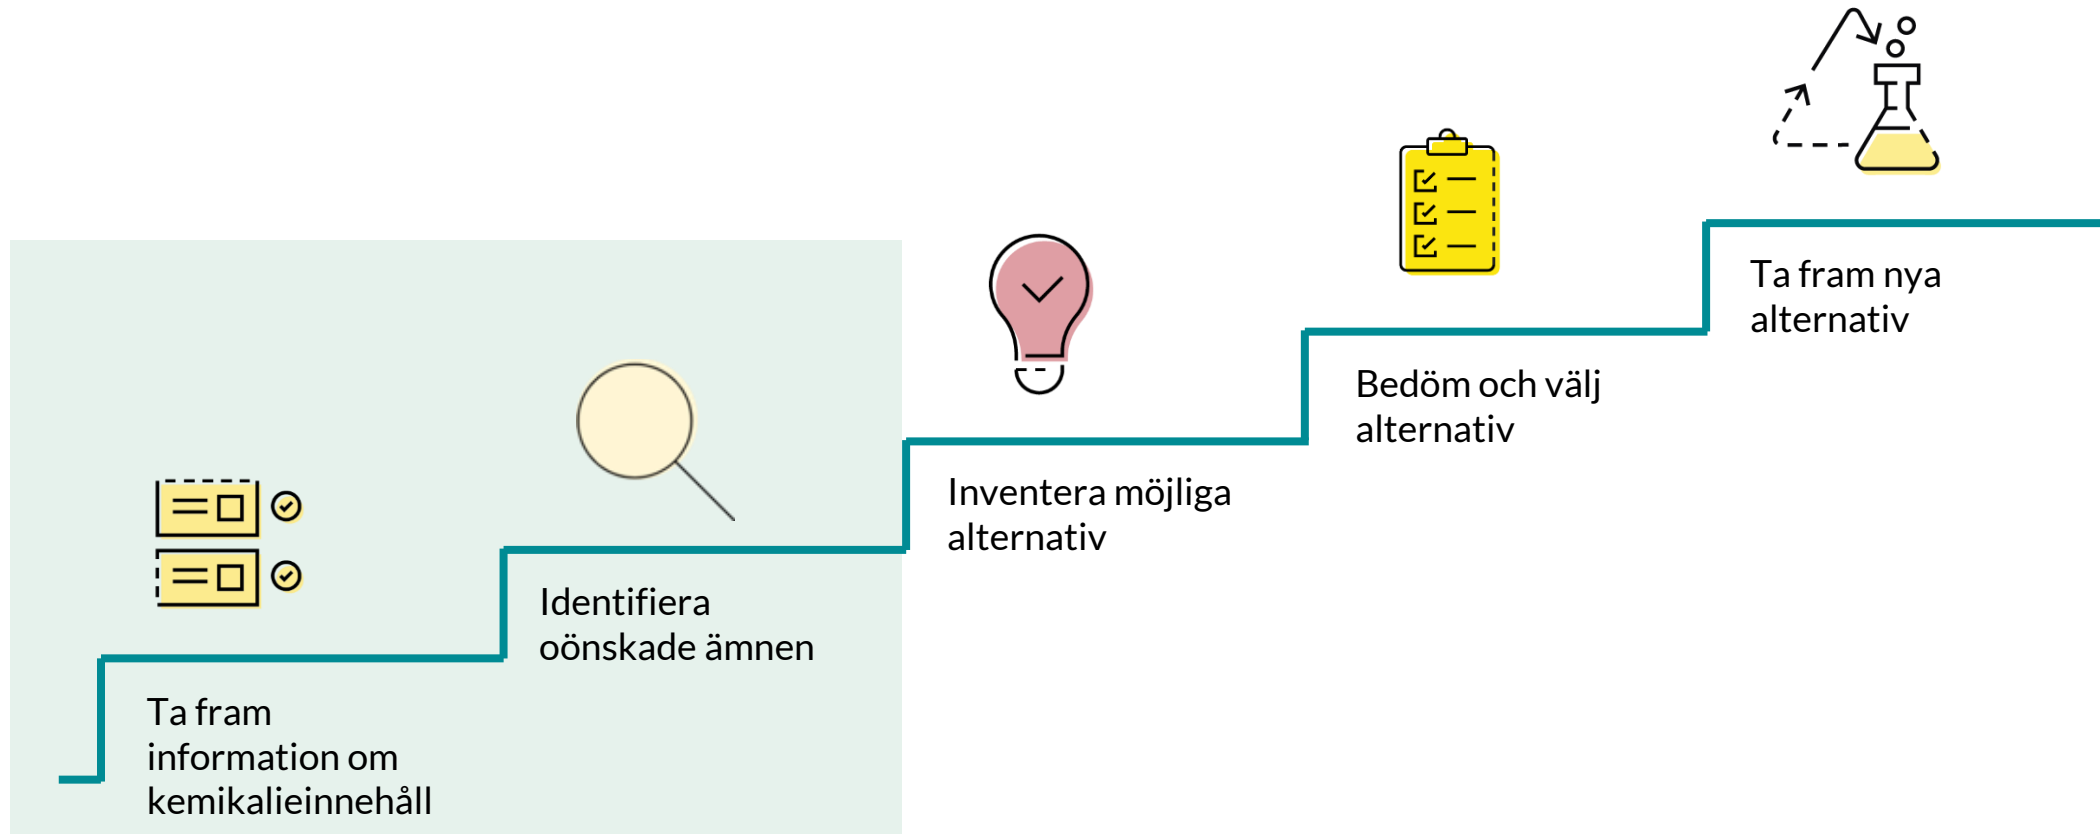 Ta fram
information om
kemikalieinnehåll
Identifiera
oönskade ämnen
Inventera möjliga
alternativ
Bedöm och välj
alternativ
Ta fram nya
alternativ